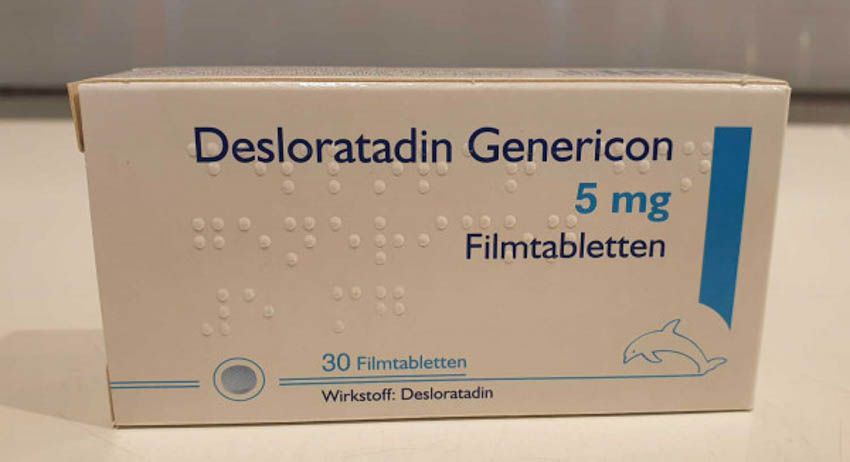 Desloratadin Genericon
5 mg
Filmtabletten
30 Filmtabletten
Wirkstoff: Desloratadin